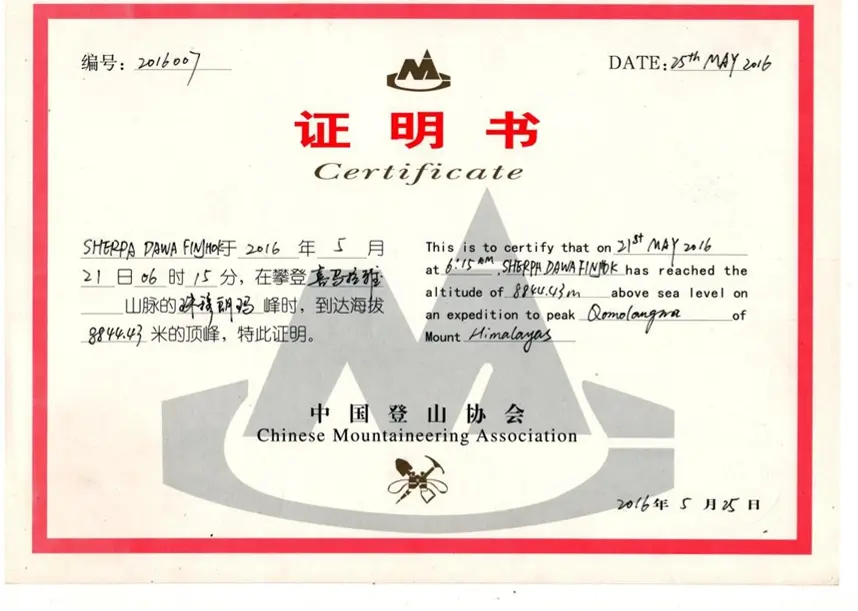 编号: 2016007
DATE: 25th MAY 2016
证明书
Certificate
SHERPA DAWA FINJHOK于 2016 年 5 月
21 日 06 时 15 分，在攀登喜马拉雅
山脉的珠穆朗玛 峰时，到达海拔
8844.43 米的顶峰，特此证明。
This is to certify that on 21st MAY 2016
at 6:15 AM, SHERPA DAWA FINJHOK has reached the
altitude of 8844.43m above sea level on
an expedition to peak Qomolangma of
Mount Himalayas
中国登山协会
Chinese Mountaineering Association
2016年 5 月25 日